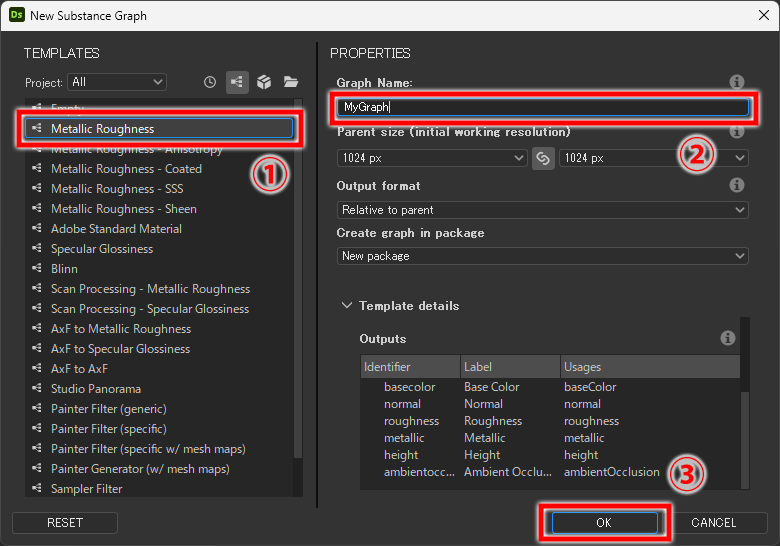 Ds New Substance Graph
TEMPLATES
Project: All
Empty
Metallic Roughness
Metallic Roughness - Anisotropy
Metallic Roughness - Coated
Metallic Roughness - SSS
Metallic Roughness - Sheen
Adobe Standard Material
Specular Glossiness
Blinn
Scan Processing - Metallic Roughness
Scan Processing - Specular Glossiness
AxF to Metallic Roughness
AxF to Specular Glossiness
AxF to AxF
Studio Panorama
Painter Filter (generic)
Painter Filter (specific)
Painter Filter (specific w/ mesh maps)
Painter Generator (w/ mesh maps)
Sampler Filter
①
RESET
PROPERTIES
Graph Name:
MyGraph
Parent size (initial working resolution)
②
1024 px 1024 px
Output format
Relative to parent
Create graph in package
New package
Template details
Outputs
Identifier Label Usages
basecolor Base Color baseColor
normal Normal normal
roughness Roughness roughness
metallic Metallic metallic
height Height height
ambientocc... Ambient Occlu... ambientOcclusion
③
OK CANCEL